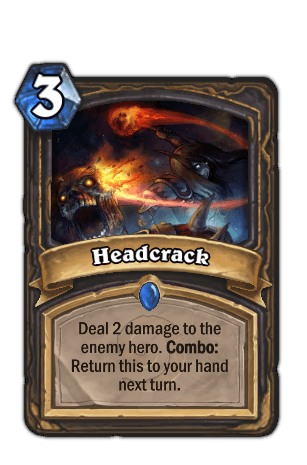 3
Headcrack
Deal 2 damage to the
enemy hero. Combo:
Return this to your hand
next turn.